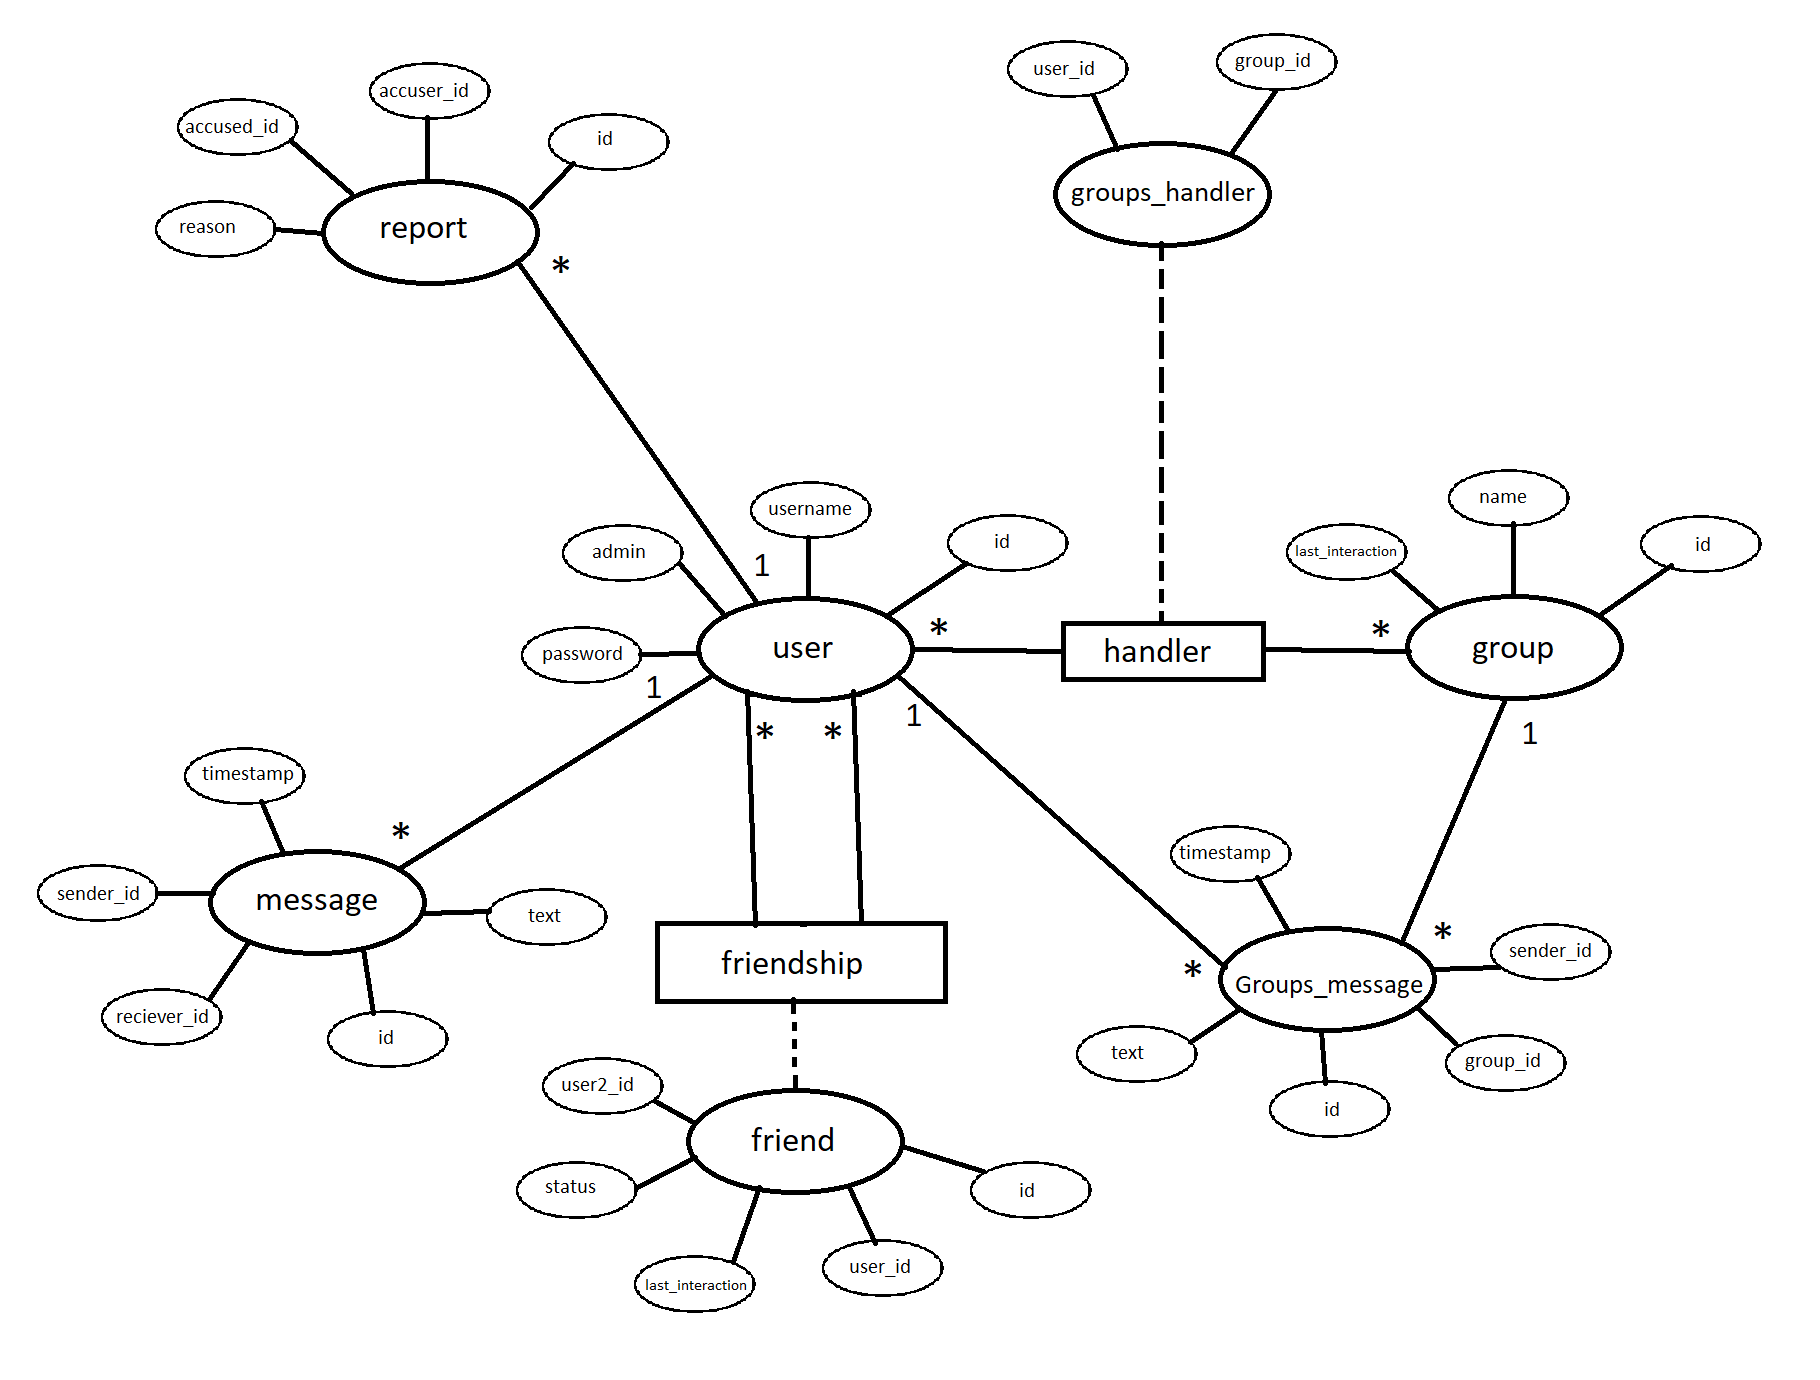 user_id
group_id
accuser_id
accused_id
id
groups_handler
reason
report
*
name
username
id
id
admin
last_interaction
1
*
*
user
handler
group
password
1
*
*
1
1
timestamp
*
timestamp
sender_id
message
text
*
sender_id
friendship
*
Groups_message
reciever_id
id
text
group_id
user2_id
id
friend
status
id
user_id
last_interaction